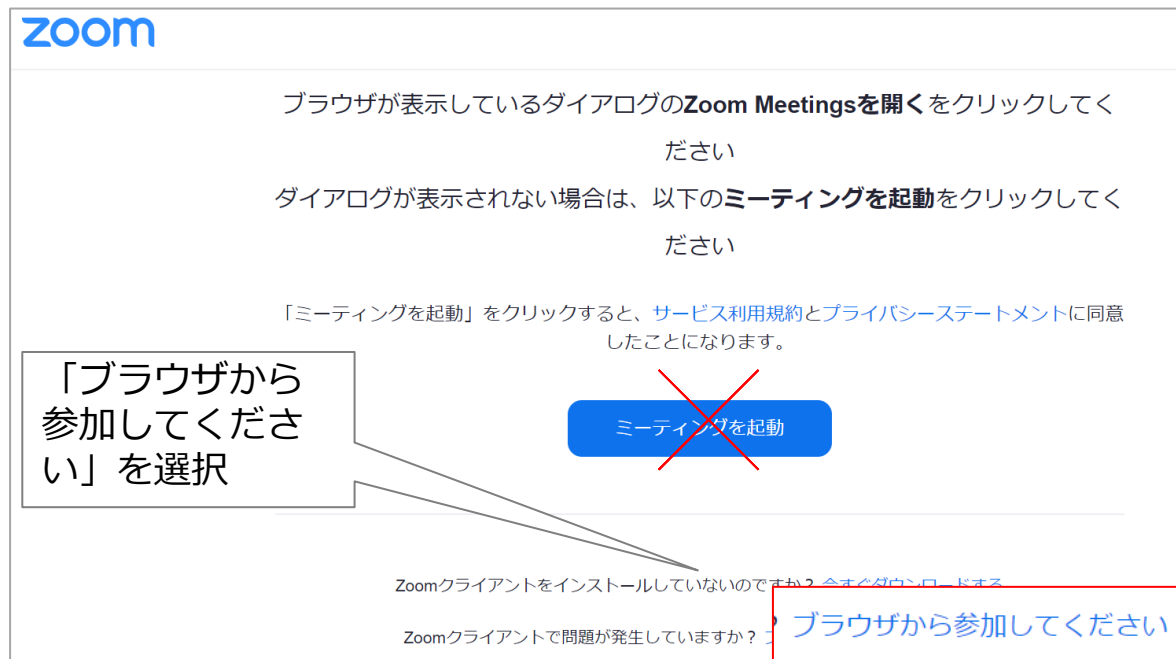 zoom
ブラウザが表示しているダイアログのZoom Meetingsを開くをクリックしてく
ださい
ダイアログが表示されない場合は、以下のミーティングを起動をクリックしてく
ださい
「ミーティングを起動」をクリックすると、サービス利用規約とプライバシーステートメントに同意
したことになります。
「ブラウザから
参加してくださ
い」を選択
ミーティングを起動
Zoomクライアントをインストールしていないのですか？ 今すぐダウンロードする
Zoomクライアントで問題が発生していますか？
ブラウザから参加してください